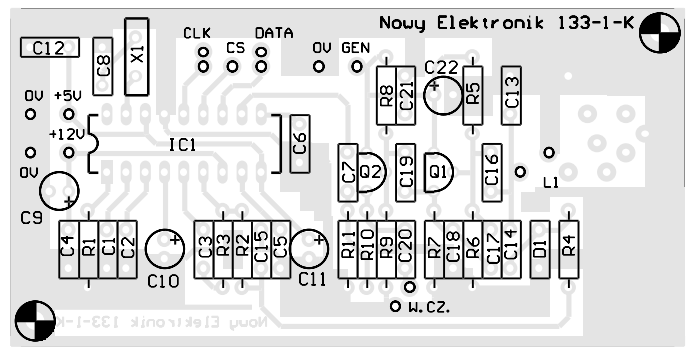 Nowy Elektronik 133-1-K
CLK DATA
CS 0V GEN
C12 C8 X1
C22
R8 C21 R5 C13
0V +5V
+12V
IC1 C6
0V
C7 Q2 C19 Q1 C16
L1
C9
C4 R1 C1 C2 C3 R3 R2 C15 C5 R11 R10 R9 C20 R7 C18 R6 C17 C14 D1 R4
C10 C11
W.CZ.
Nowy Elektronik 133-1-K